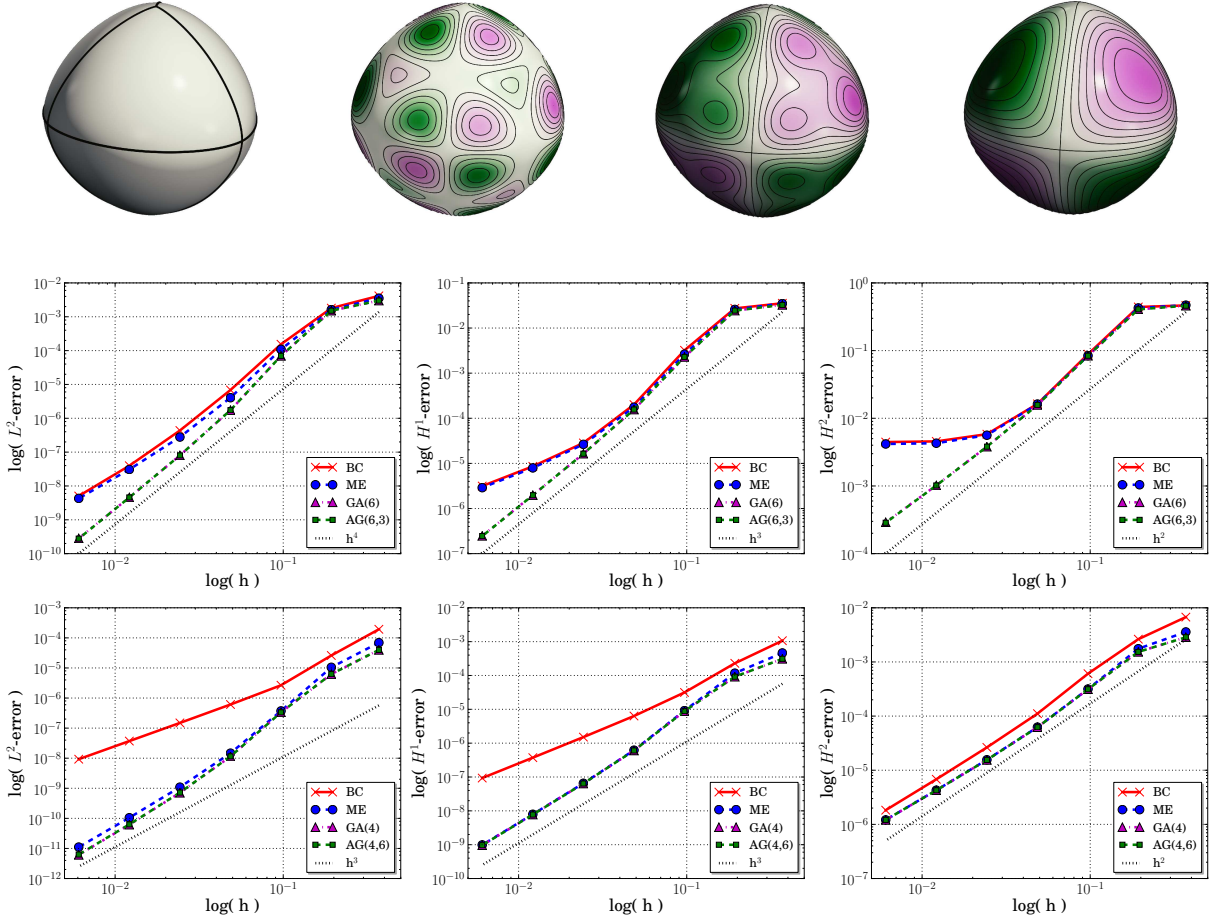 10⁻²
10⁻³
10⁻⁴
10⁻⁵
10⁻⁶
10⁻⁷
10⁻⁸
10⁻⁹
10⁻¹⁰
log( L²-error )
10⁻² 10⁻¹
log( h )
BC
ME
GA(6)
AG(6,3)
h⁴
10⁻¹
10⁻²
10⁻³
10⁻⁴
10⁻⁵
10⁻⁶
10⁻⁷
log( H¹-error )
10⁻² 10⁻¹
log( h )
BC
ME
GA(6)
AG(6,3)
h³
10⁰
10⁻¹
10⁻²
10⁻³
10⁻⁴
log( H²-error )
10⁻² 10⁻¹
log( h )
BC
ME
GA(6)
AG(6,3)
h²
10⁻³
10⁻⁴
10⁻⁵
10⁻⁶
10⁻⁷
10⁻⁸
10⁻⁹
10⁻¹⁰
10⁻¹¹
10⁻¹²
log( L²-error )
10⁻² 10⁻¹
log( h )
BC
ME
GA(4)
AG(4,6)
h³
10⁻²
10⁻³
10⁻⁴
10⁻⁵
10⁻⁶
10⁻⁷
10⁻⁸
10⁻⁹
10⁻¹⁰
log( H¹-error )
10⁻² 10⁻¹
log( h )
BC
ME
GA(4)
AG(4,6)
h³
10⁻²
10⁻³
10⁻⁴
10⁻⁵
10⁻⁶
10⁻⁷
log( H²-error )
10⁻² 10⁻¹
log( h )
BC
ME
GA(4)
AG(4,6)
h²